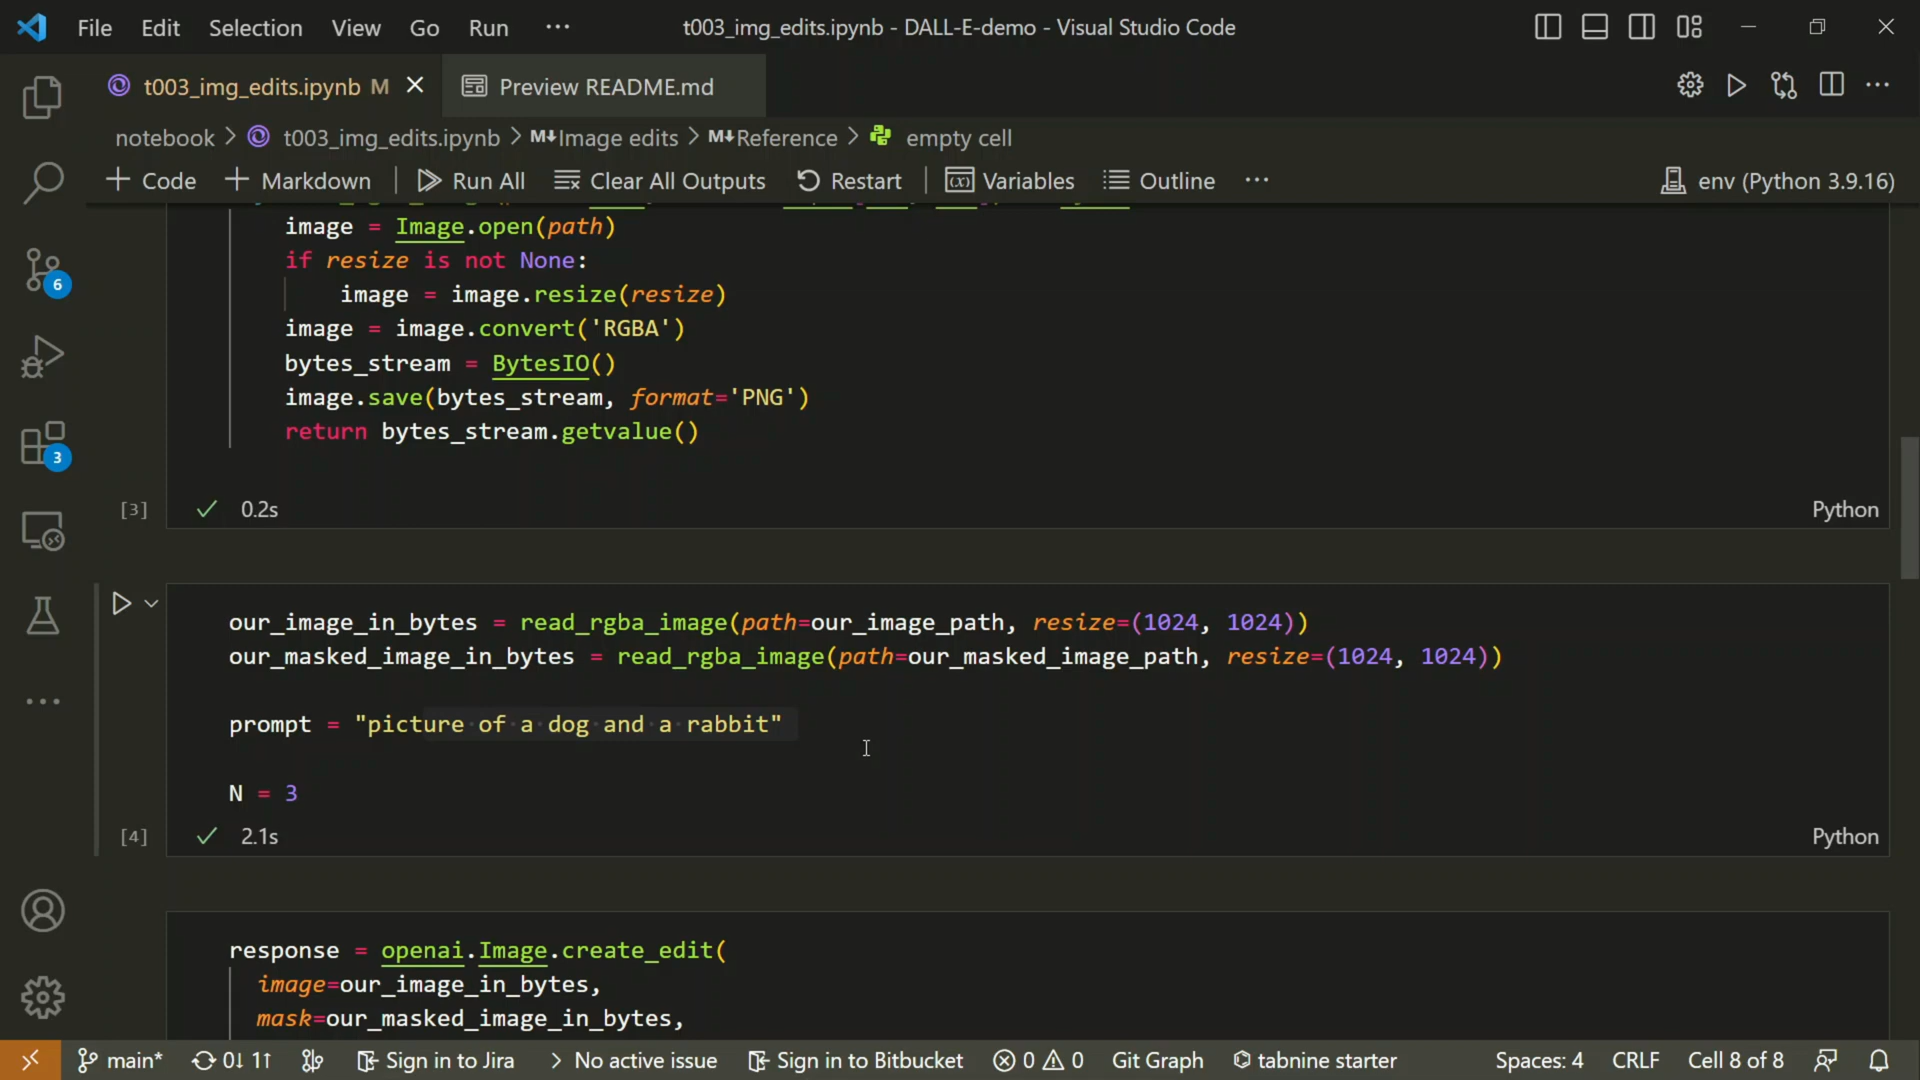 File Edit Selection View Go Run ··· t003_img_edits.ipynb - DALL-E-demo - Visual Studio Code
t003_img_edits.ipynb M Preview README.md
notebook > t003_img_edits.ipynb > M↓Image edits > M↓Reference > empty cell
+ Code + Markdown | Run All Clear All Outputs Restart | Variables Outline ··· env (Python 3.9.16)
image = Image.open(path)
if resize is not None:
image = image.resize(resize)
image = image.convert('RGBA')
bytes_stream = BytesIO()
image.save(bytes_stream, format='PNG')
return bytes_stream.getvalue()
[3] ✓ 0.2s Python
our_image_in_bytes = read_rgba_image(path=our_image_path, resize=(1024, 1024))
our_masked_image_in_bytes = read_rgba_image(path=our_masked_image_path, resize=(1024, 1024))
prompt = "picture of a dog and a rabbit"
N = 3
[4] ✓ 2.1s Python
response = openai.Image.create_edit(
image=our_image_in_bytes,
mask=our_masked_image_in_bytes,
6
3
main* 0↓ 1↑ Sign in to Jira > No active issue Sign in to Bitbucket 0 0 Git Graph tabnine starter Spaces: 4 CRLF Cell 8 of 8